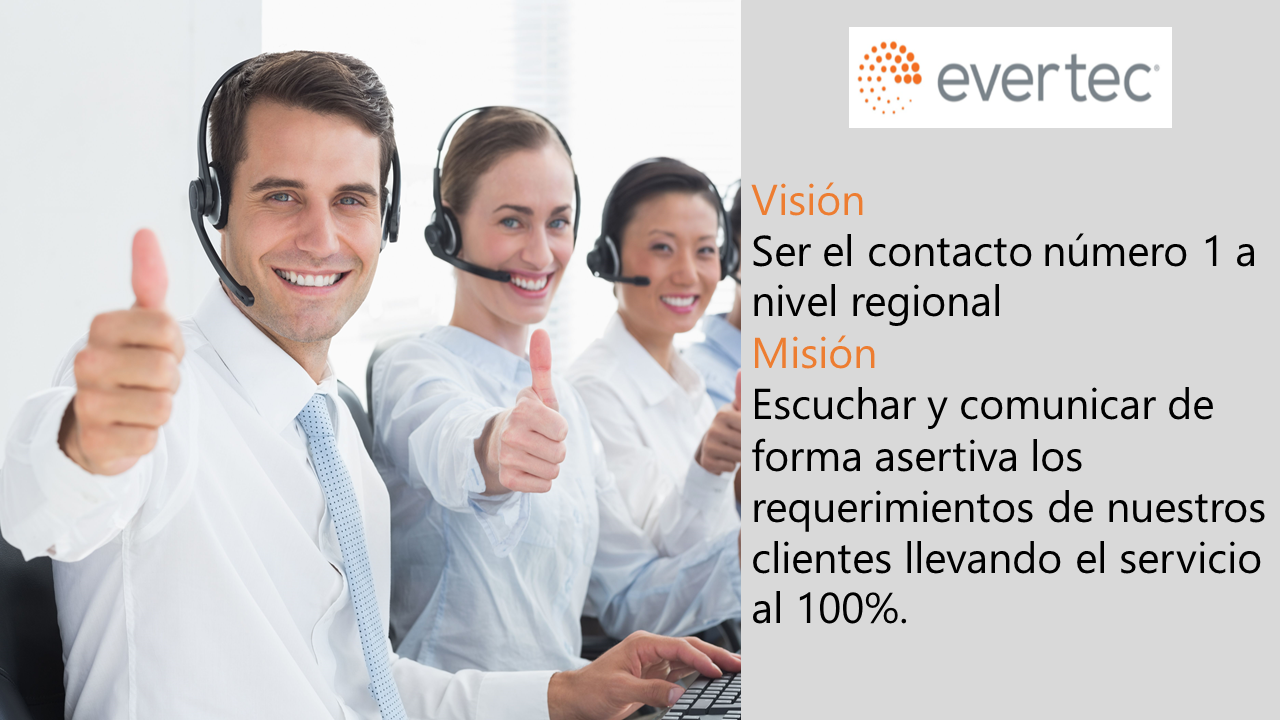 evertec
Visión
Ser el contacto número 1 a
nivel regional
Misión
Escuchar y comunicar de
forma asertiva los
requerimientos de nuestros
clientes llevando el servicio
al 100%.